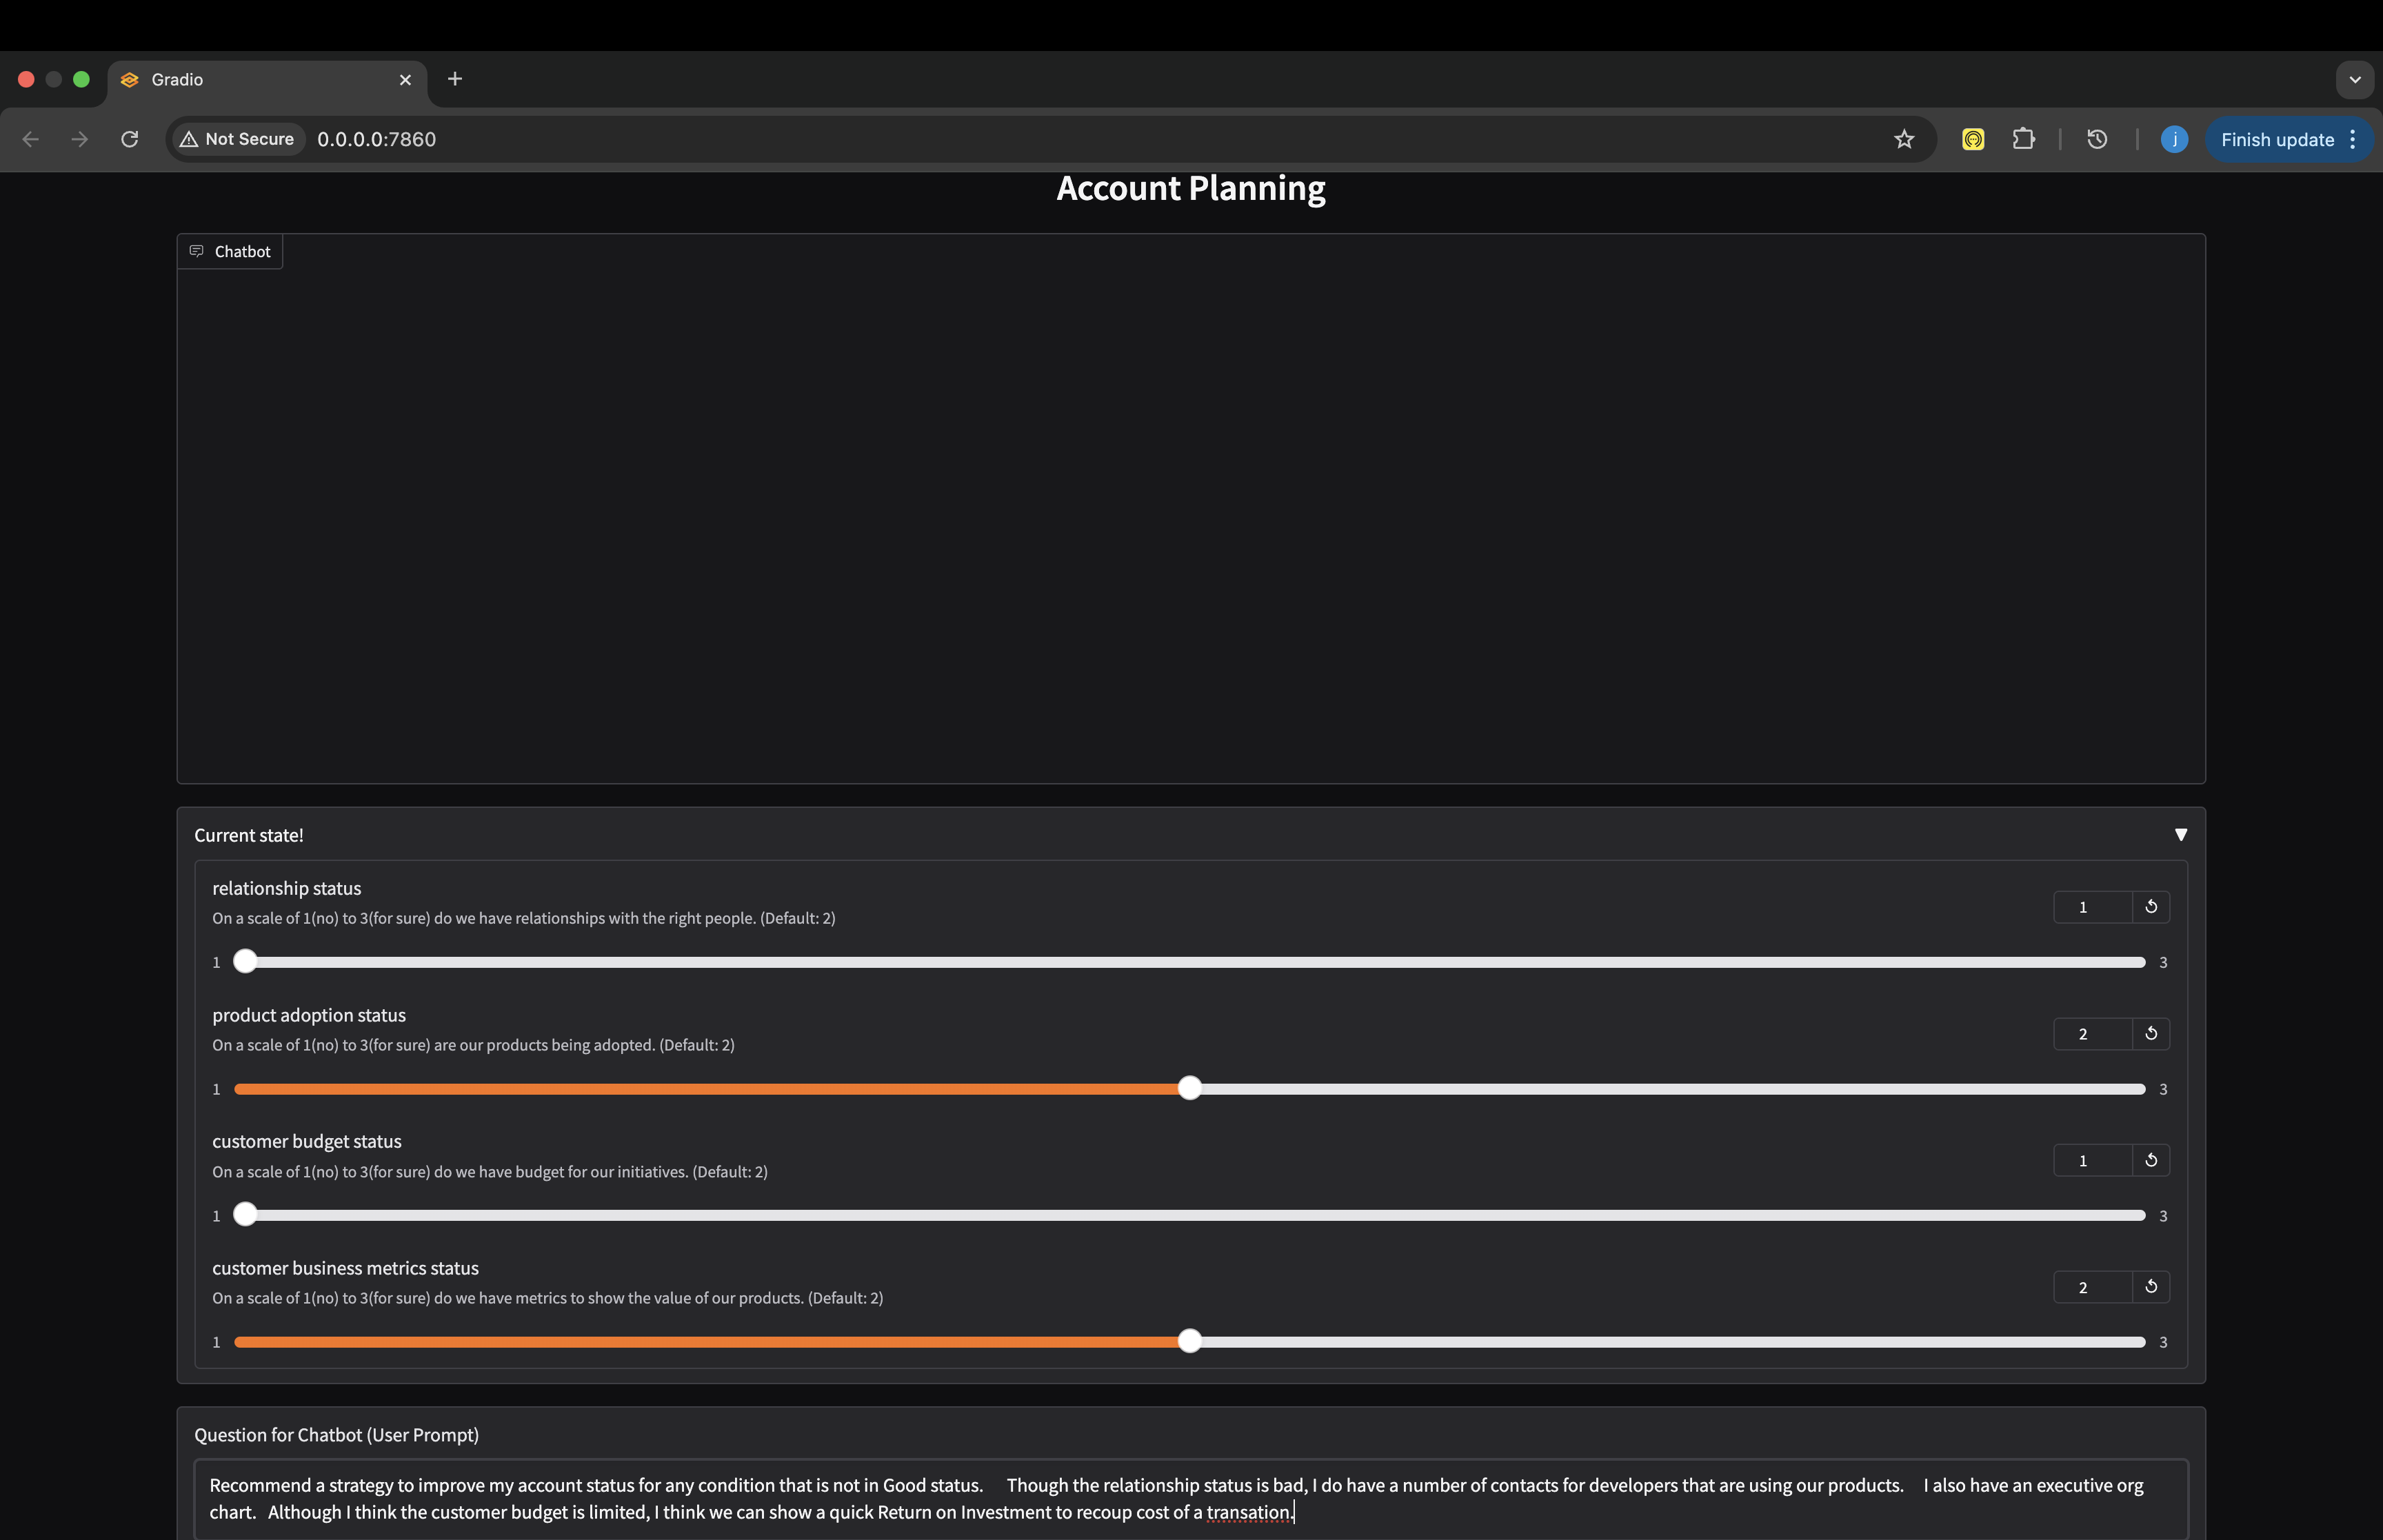 Gradio
Not Secure 0.0.0.0:7860 j Finish update
Account Planning
Chatbot
Current state!
relationship status
On a scale of 1(no) to 3(for sure) do we have relationships with the right people. (Default: 2)
1
1 3
product adoption status
On a scale of 1(no) to 3(for sure) are our products being adopted. (Default: 2)
2
1 3
customer budget status
On a scale of 1(no) to 3(for sure) do we have budget for our initiatives. (Default: 2)
1
1 3
customer business metrics status
On a scale of 1(no) to 3(for sure) do we have metrics to show the value of our products. (Default: 2)
2
1 3
Question for Chatbot (User Prompt)
Recommend a strategy to improve my account status for any condition that is not in Good status. Though the relationship status is bad, I do have a number of contacts for developers that are using our products. I also have an executive org
chart. Although I think the customer budget is limited, I think we can show a quick Return on Investment to recoup cost of a transation.